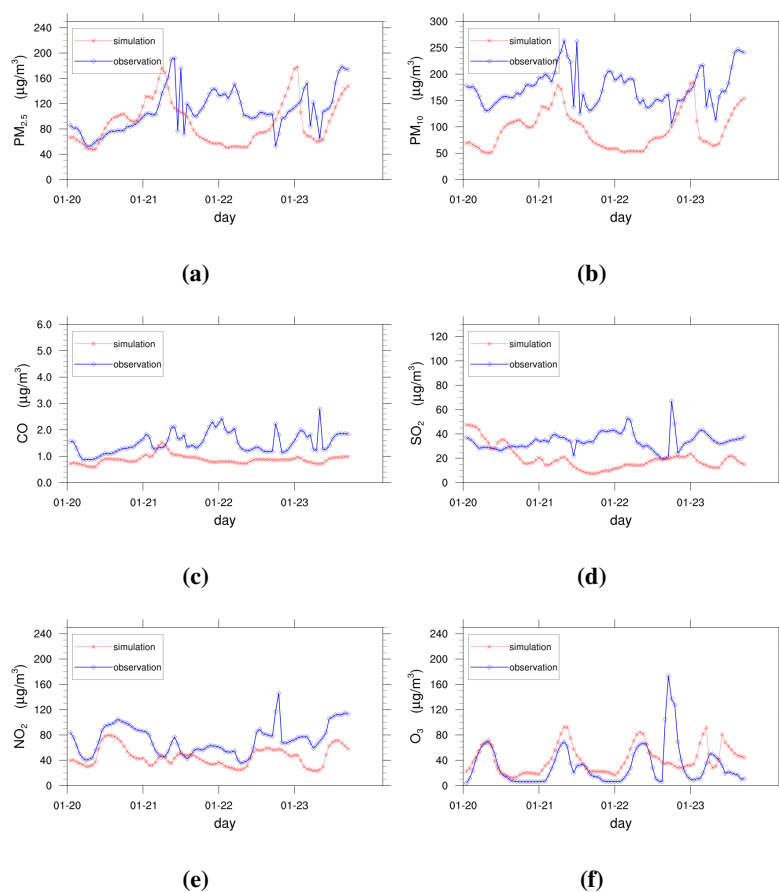 240
200
160
120
80
40
0
PM2.5 (μg/m3)
simulation
observation
01-20 01-21 01-22 01-23
day
(a)
300
250
200
150
100
50
0
PM10 (μg/m3)
simulation
observation
01-20 01-21 01-22 01-23
day
(b)
6.0
5.0
4.0
3.0
2.0
1.0
0.0
CO (μg/m3)
simulation
observation
01-20 01-21 01-22 01-23
day
(c)
120
100
80
60
40
20
0
SO2 (μg/m3)
simulation
observation
01-20 01-21 01-22 01-23
day
(d)
240
200
160
120
80
40
0
NO2 (μg/m3)
simulation
observation
01-20 01-21 01-22 01-23
day
(e)
240
200
160
120
80
40
0
O3 (μg/m3)
simulation
observation
01-20 01-21 01-22 01-23
day
(f)